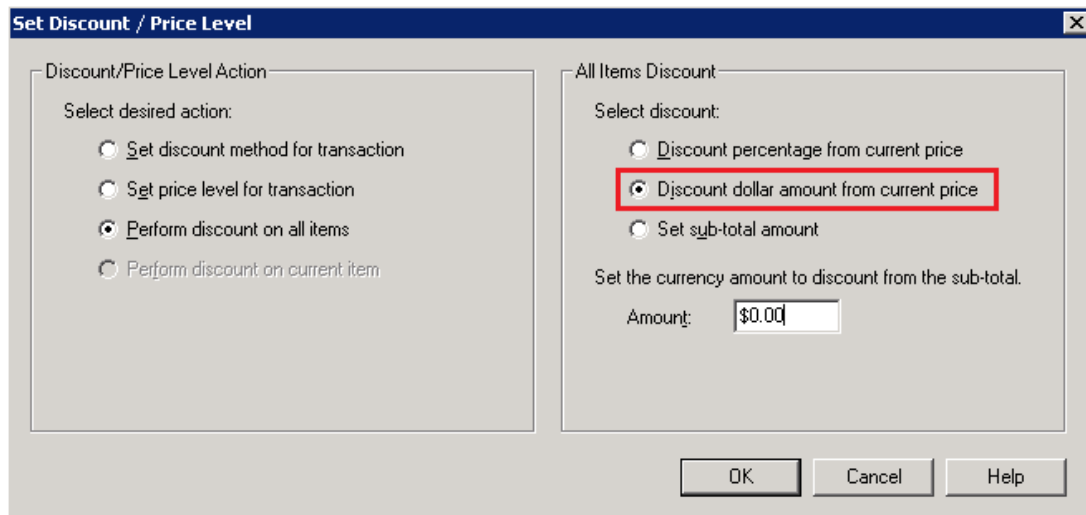 Set Discount / Price Level
Discount/Price Level Action
Select desired action:
Set discount method for transaction
Set price level for transaction
Perform discount on all items
Perform discount on current item
All Items Discount
Select discount:
Discount percentage from current price
Discount dollar amount from current price
Set sub-total amount
Set the currency amount to discount from the sub-total.
Amount: $0.00
OK Cancel Help